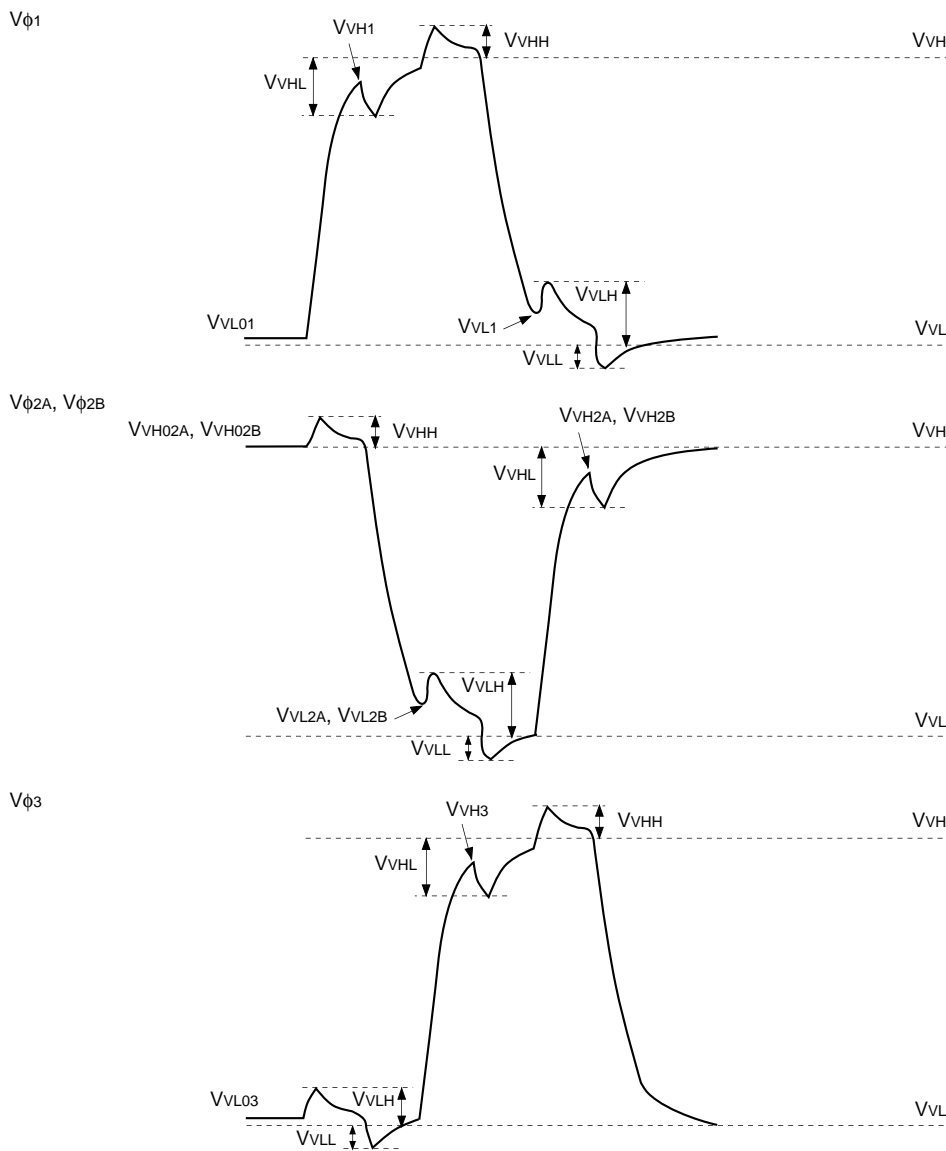 Vϕ1
VVH1
VVHH
VVH
VVHL
VVLH
VVL01
VVL1
VVL
VVLL
Vϕ2A, Vϕ2B
VVH02A, VVH02B
VVHH
VVH2A, VVH2B
VVH
VVHL
VVLH
VVL2A, VVL2B
VVL
VVLL
Vϕ3
VVH3
VVHH
VVH
VVHL
VVL03
VVLH
VVL
VVLL